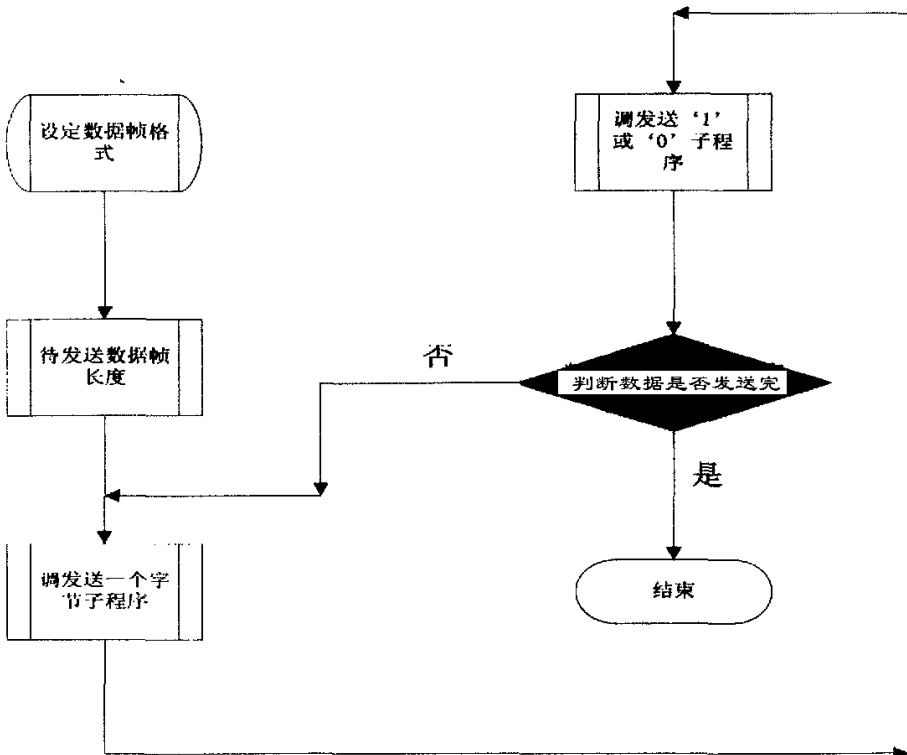 设定数据帧格
式
待发送数据帧
长度
调发送一个字
节子程序
调发送‘1’
或‘0’子程
序
判断数据是否发送完
否
是
结束